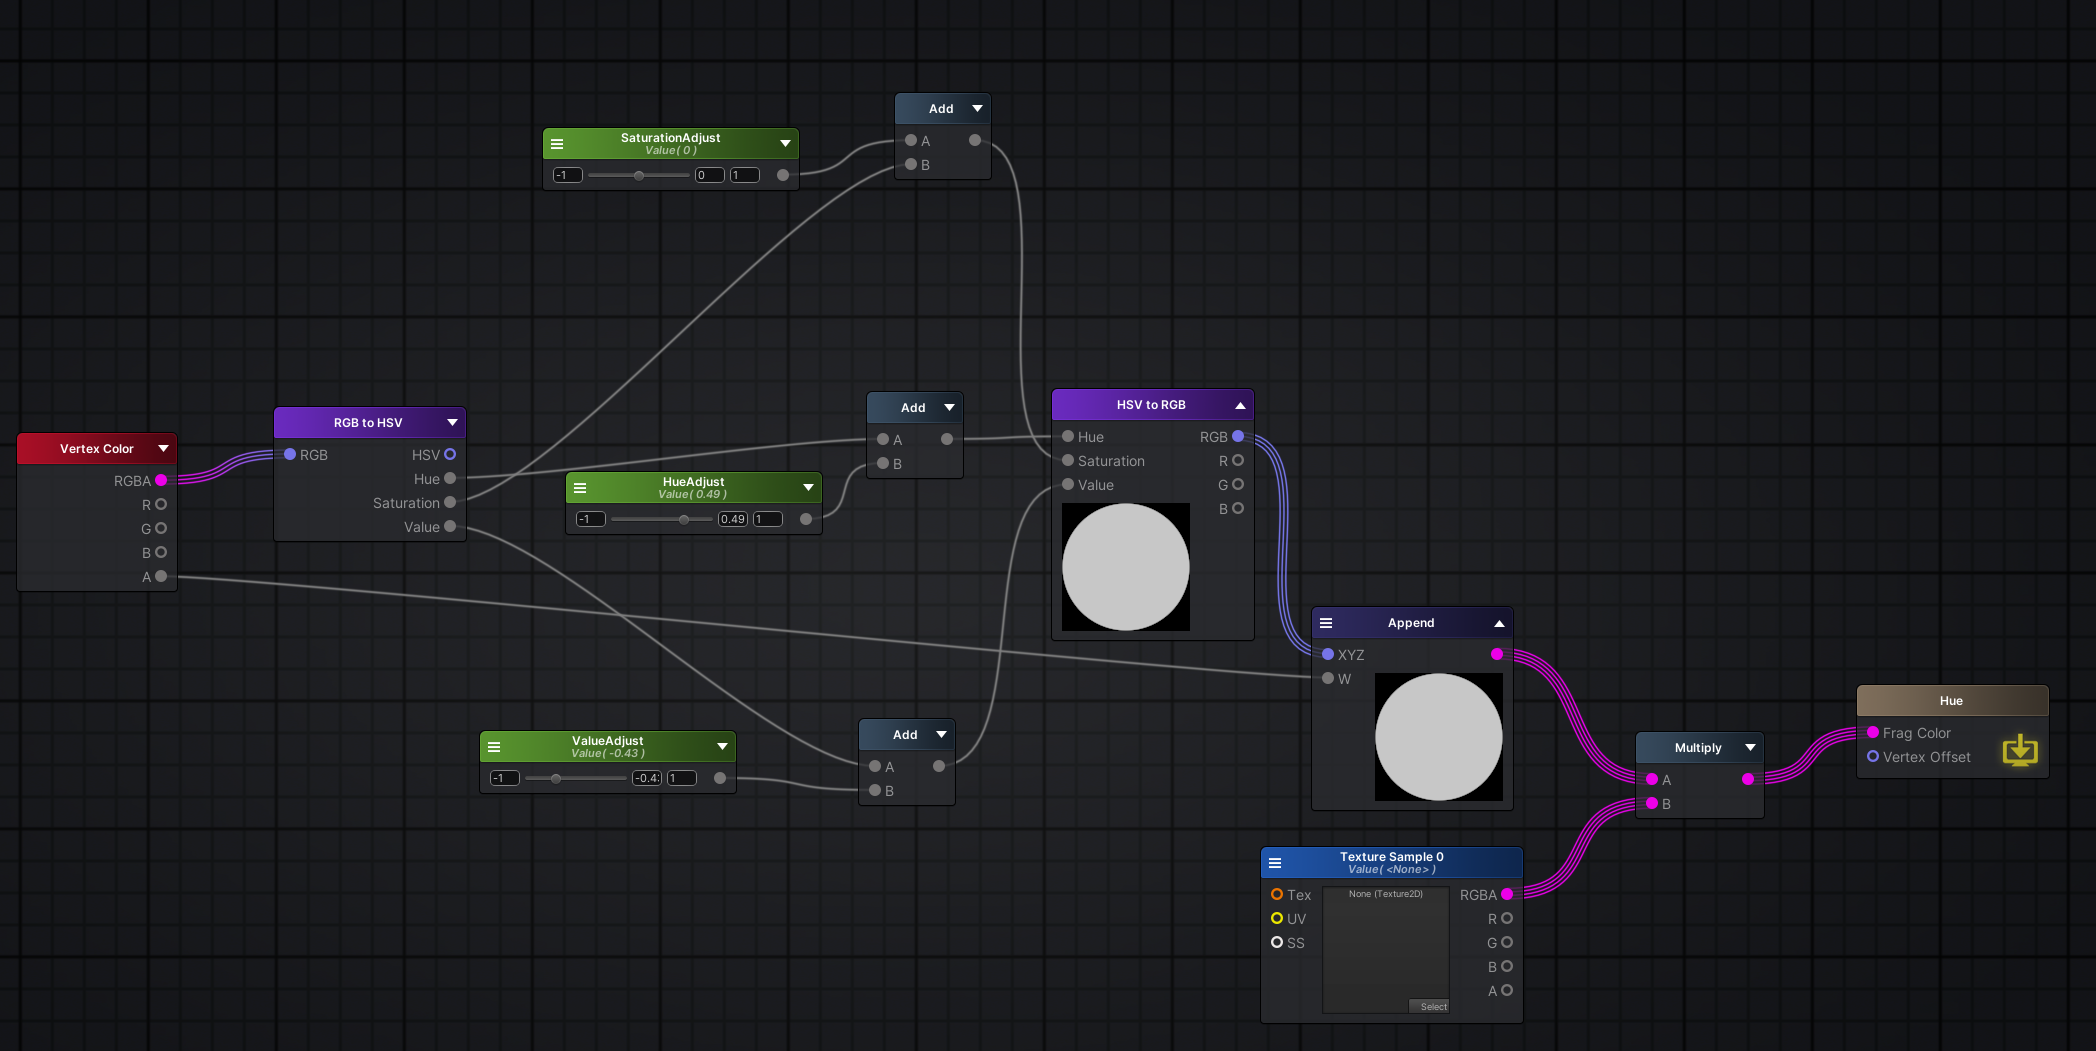 Vertex Color
RGBA
R
G
B
A
RGB to HSV
RGB
HSV
Hue
Saturation
Value
SaturationAdjust
Value( 0 )
-1
0
1
Add
A
B
HueAdjust
Value( 0.49 )
-1
0.49
1
Add
A
B
ValueAdjust
Value( -0.43 )
-1
1
Add
A
B
HSV to RGB
Hue
RGB
Saturation
R
Value
G
B
Append
XYZ
W
Texture Sample 0
Value( <None> )
Tex
None (Texture2D)
RGBA
UV
R
SS
G
B
A
Select
Multiply
A
B
Hue
Frag Color
Vertex Offset